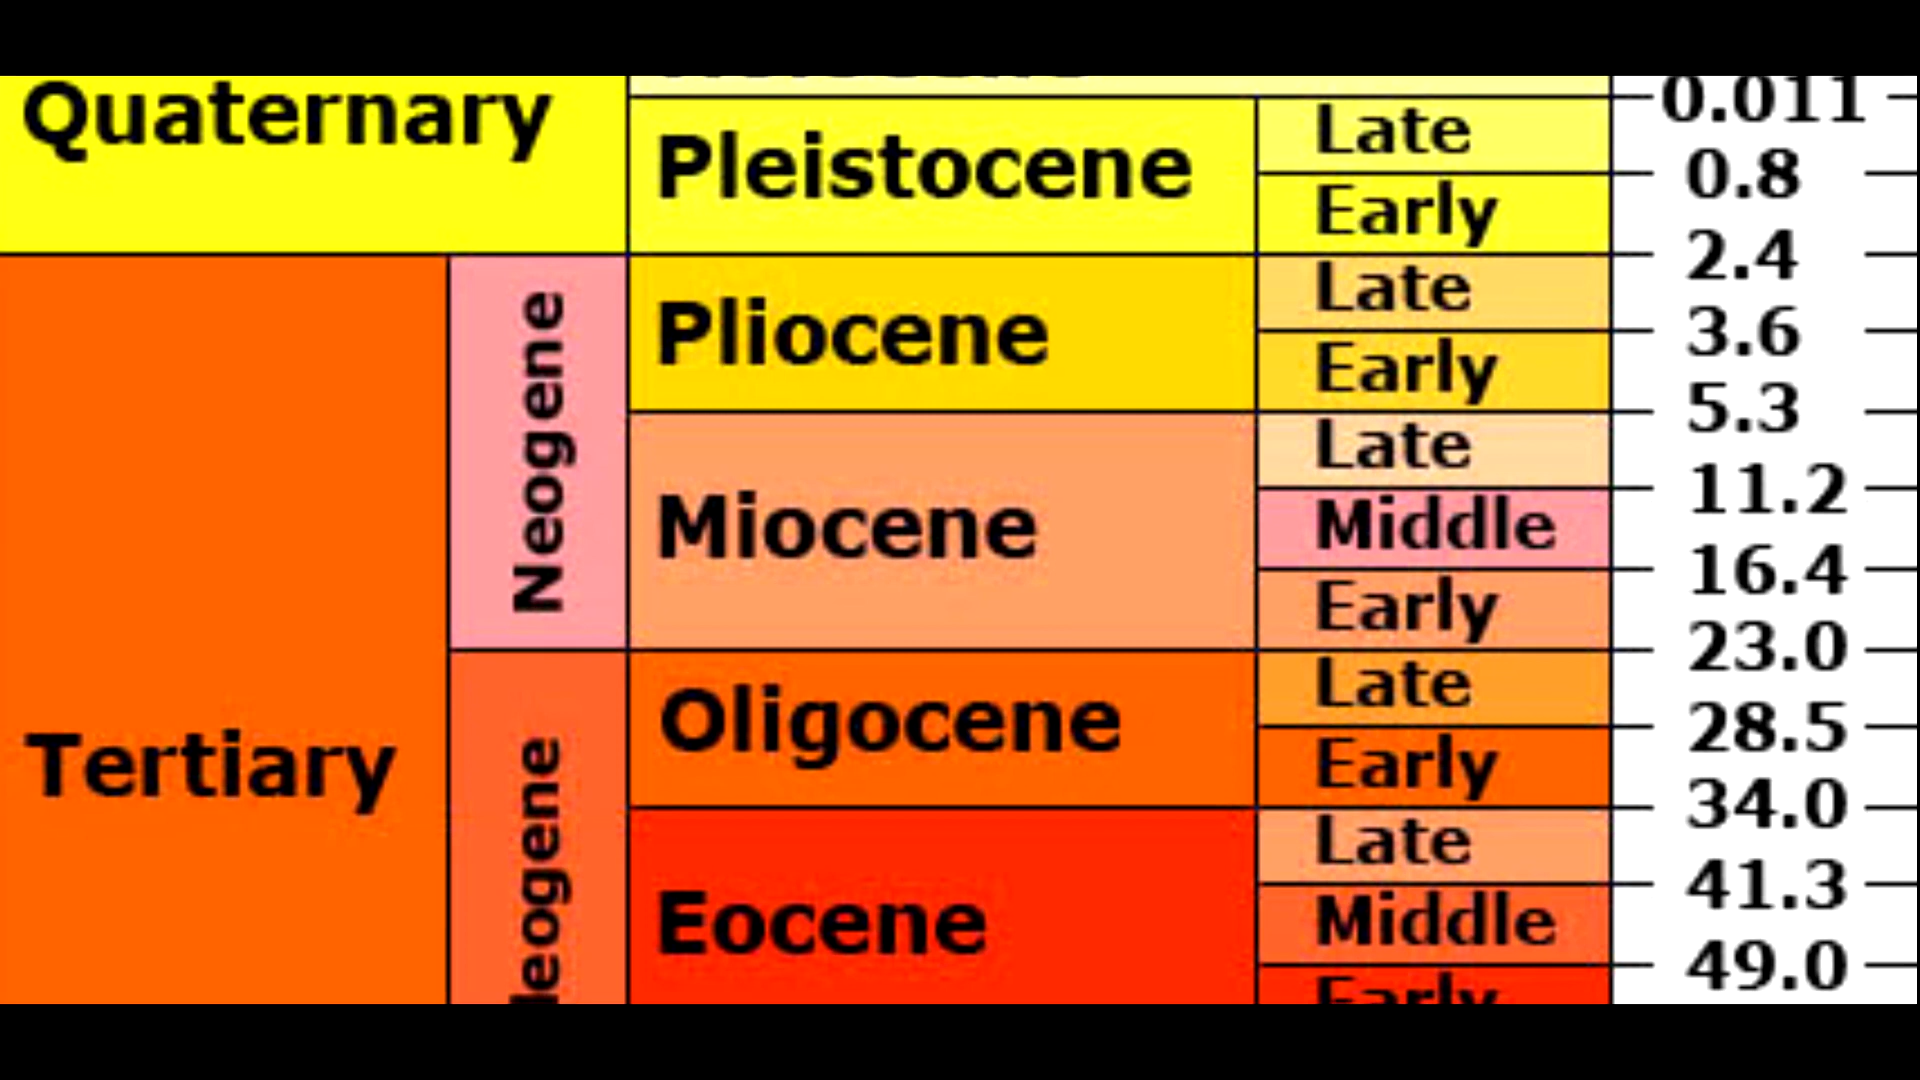 Quaternary
Pleistocene
Late
Early
Tertiary
Neogene
Pliocene
Late
Early
Miocene
Late
Middle
Early
Oligocene
Late
Early
Eocene
Late
Middle
Early
0.011
0.8
2.4
3.6
5.3
11.2
16.4
23.0
28.5
34.0
41.3
49.0